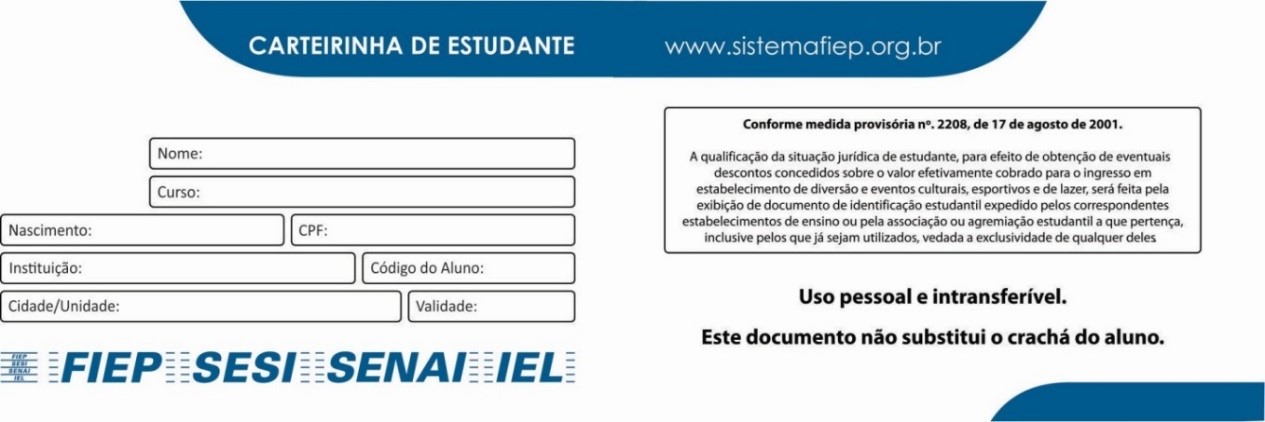 CARTEIRINHA DE ESTUDANTE
www.sistemafiep.org.br
Nome:
Curso:
Nascimento:
CPF:
Instituição:
Código do Aluno:
Cidade/Unidade:
Validade:
FIEP
SESI
SENAI
IEL
FIEP SESI SENAI IEL
Conforme medida provisória nº. 2208, de 17 de agosto de 2001.
A qualificação da situação jurídica de estudante, para efeito de obtenção de eventuais
descontos concedidos sobre o valor efetivamente cobrado para o ingresso em
estabelecimento de diversão e eventos culturais, esportivos e de lazer, será feita pela
exibição de documento de identificação estudantil expedido pelos correspondentes
estabelecimentos de ensino ou pela associação ou agremiação estudantil a que pertença,
inclusive pelos que já sejam utilizados, vedada a exclusividade de qualquer deles
Uso pessoal e intransferível.
Este documento não substitui o crachá do aluno.